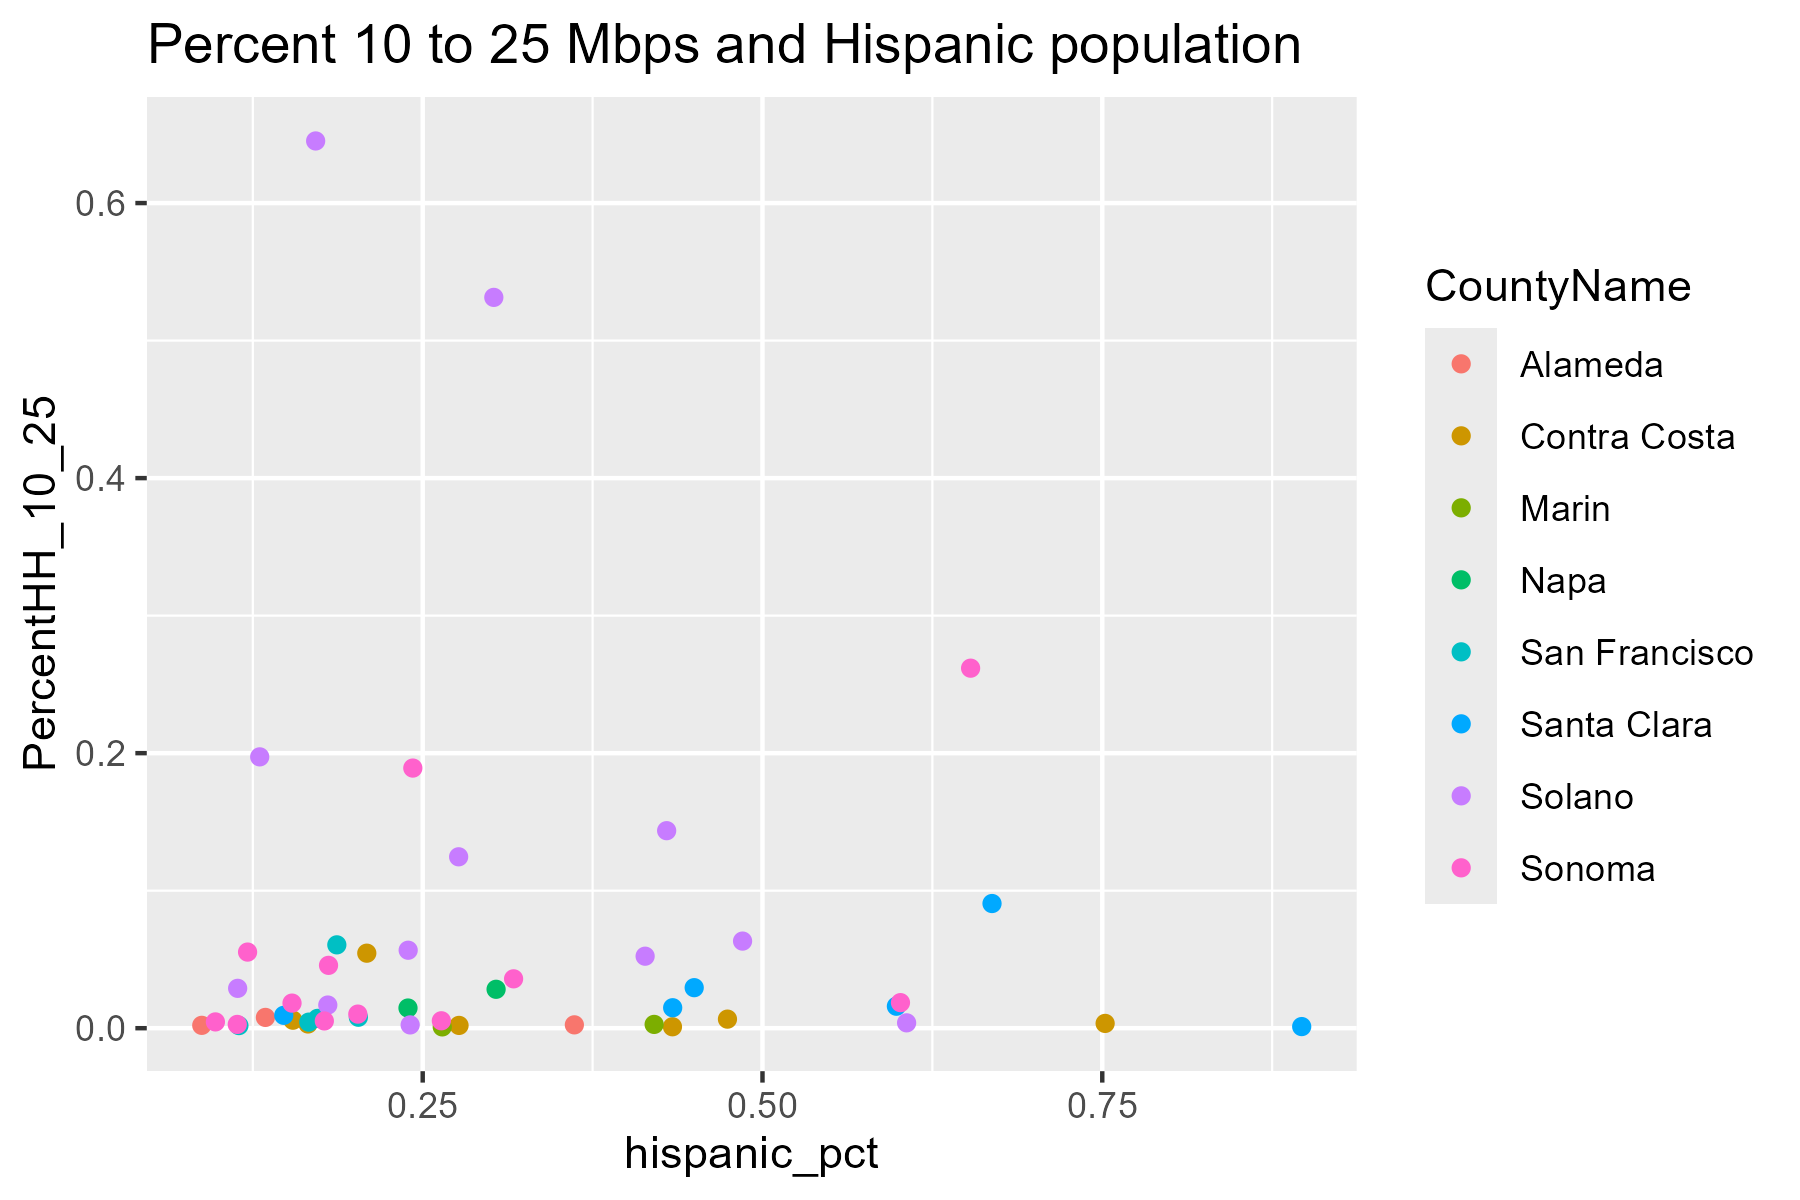 Percent 10 to 25 Mbps and Hispanic population
PercentHH_10_25
0.6
0.4
0.2
0.0
0.25
0.50
0.75
hispanic_pct
CountyName
Alameda
Contra Costa
Marin
Napa
San Francisco
Santa Clara
Solano
Sonoma